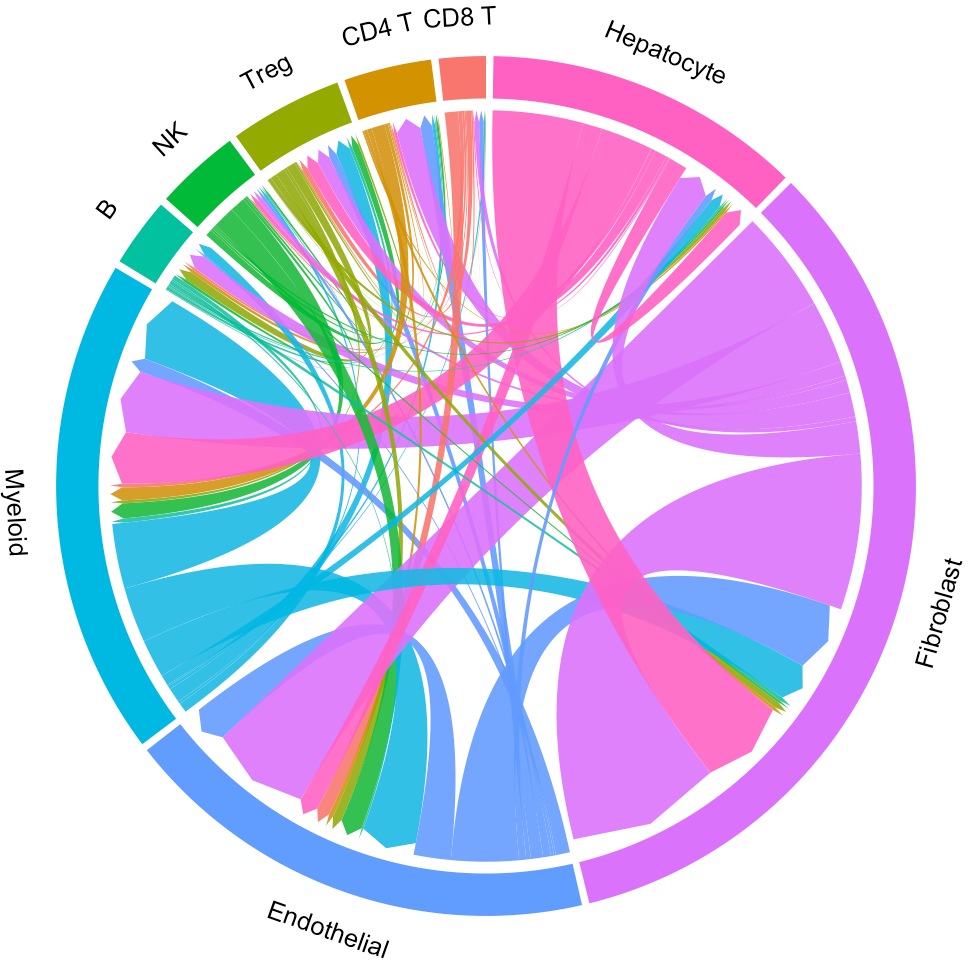 CD4 T
CD8 T
Hepatocyte
Treg
NK
B
Myeloid
Fibroblast
Endothelial